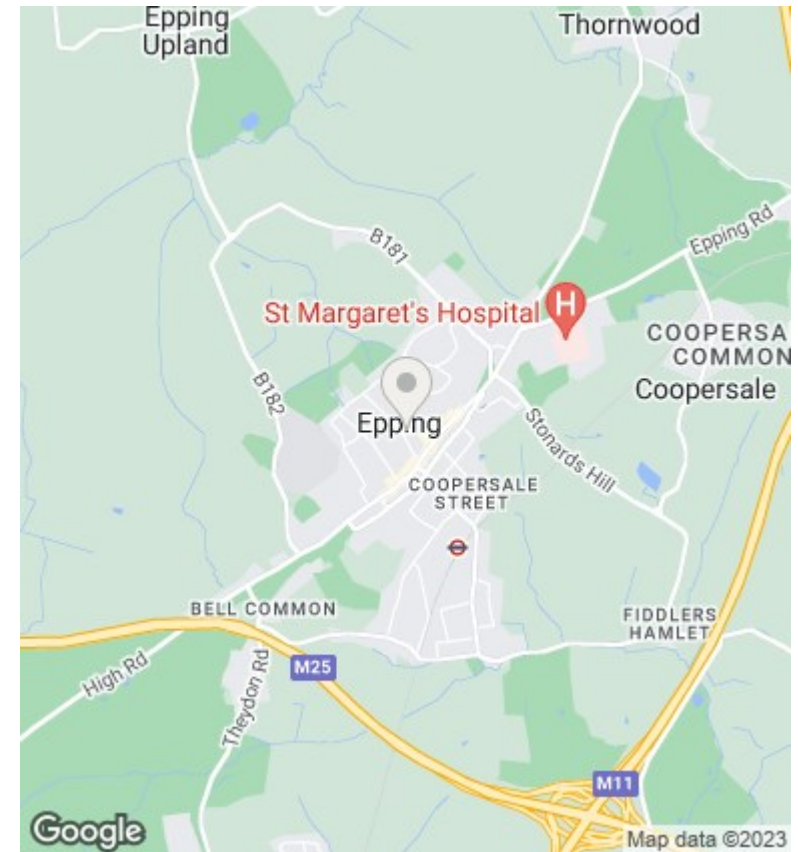 Epping
Upland
Thornwood
B181
Epping Rd
St Margaret's Hospital
H
COOPERSA
COMMON
Coopersale
B182
Epping
Stonards Hill
COOPERSALE
STREET
BELL COMMON
FIDDLERS
HAMLET
High Rd
Theydon Rd
M25
M11
Google
Map data ©2023